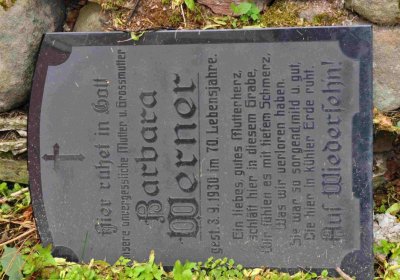 Hier ruhet in Gott
unsere unvergessliche Mutter u. Grossmutter
Barbara
Werner
gest. 3. 9. 1936 im 70. Lebensjahre.
Ein liebes, gutes Mutterherz,
schläft hier in diesem Grabe.
Wir fühlen es mit tiefem Schmerz,
Was wir verloren haben.
Sie war so sorgend, mild u. gut,
Die hier in kühler Erde ruht.
Auf Wiedersehn!